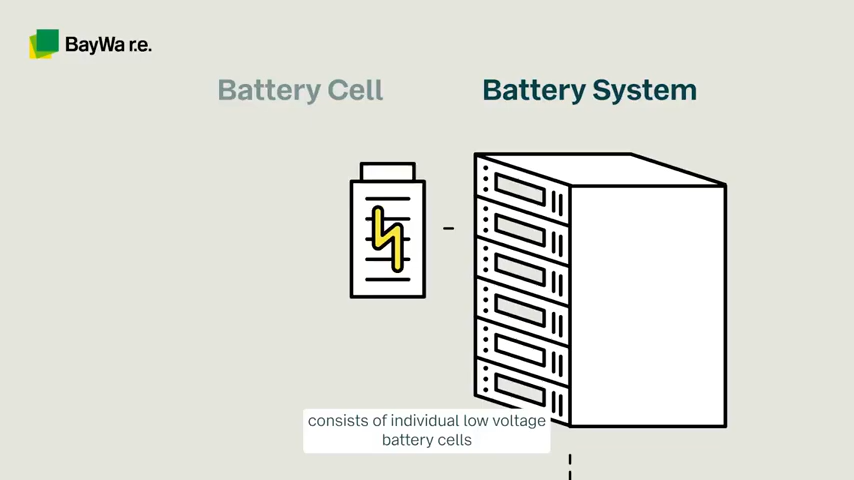 BayWa r.e.
Battery Cell
Battery System
consists of individual low voltage
battery cells